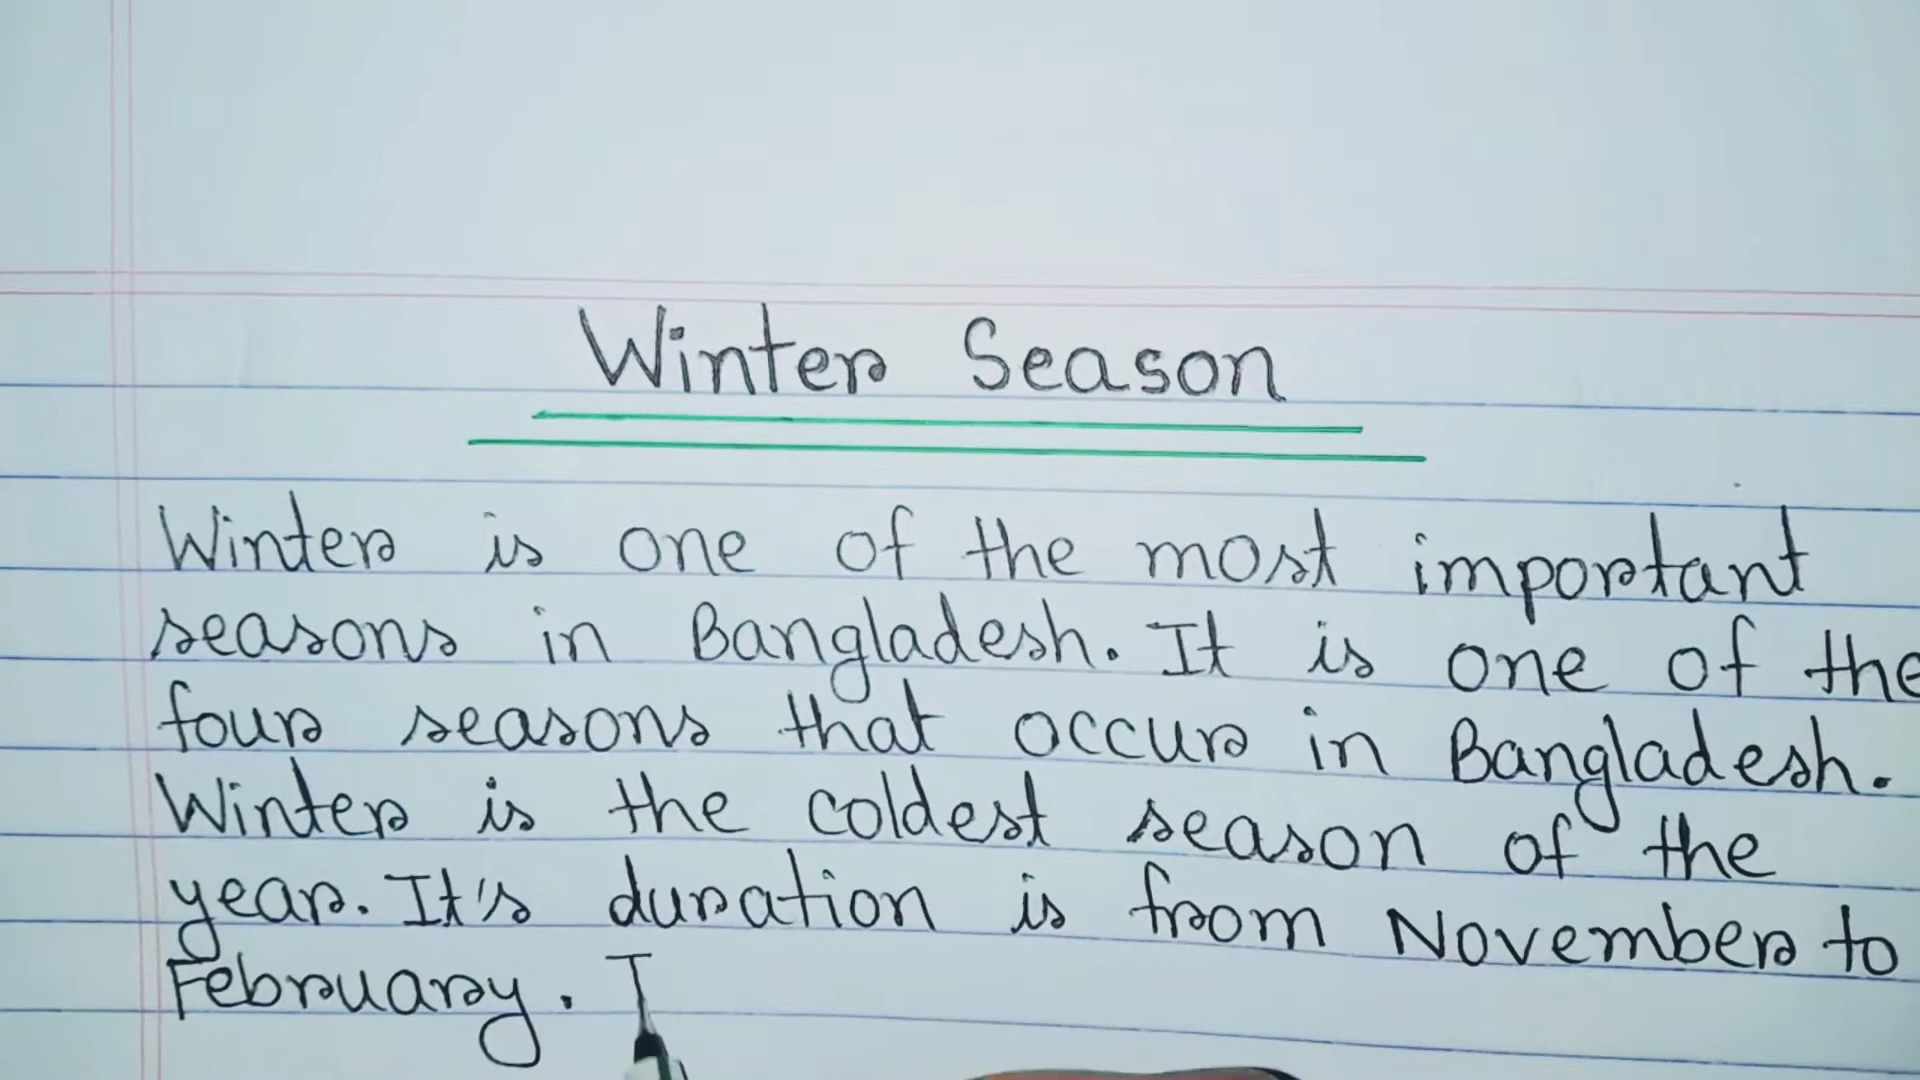 Winter Season
Winter is one of the most important
seasons in Bangladesh. It is one of the
four seasons that occur in Bangladesh.
Winter is the coldest season of the
year. It's duration is from November to
February. T